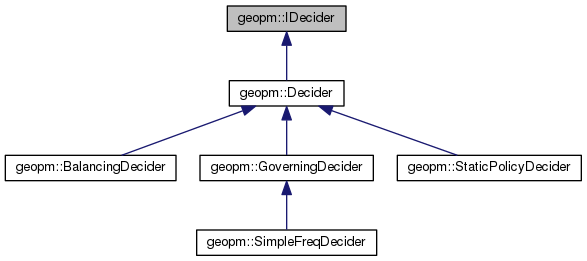 geopm::IDecider
geopm::Decider
geopm::BalancingDecider
geopm::GoverningDecider
geopm::StaticPolicyDecider
geopm::SimpleFreqDecider